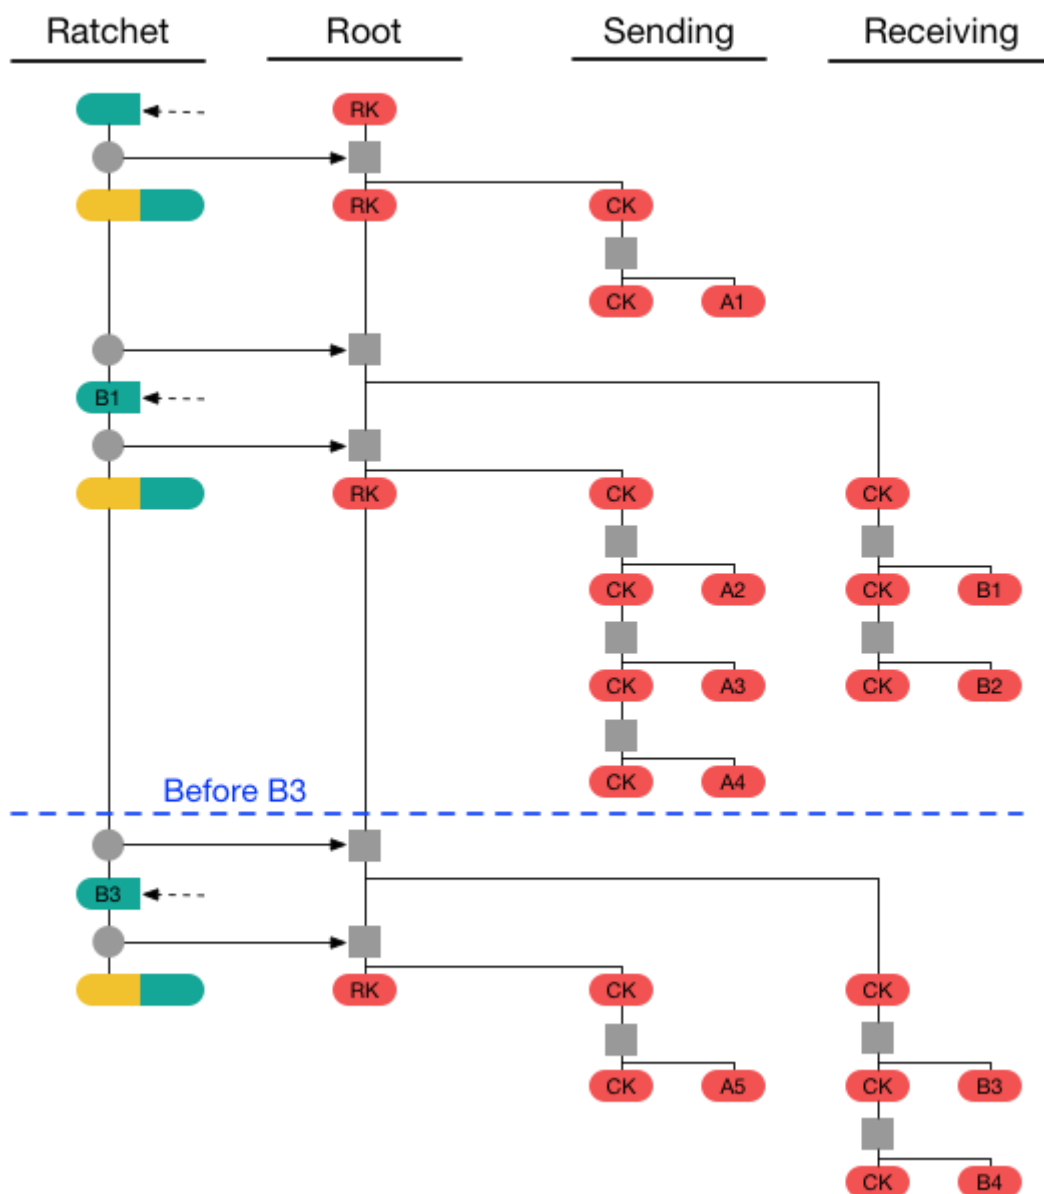 Ratchet Root Sending Receiving
RK
RK CK
CK A1
B1
RK CK CK
CK A2 CK B1
CK A3 CK B2
CK A4
Before B3
B3
RK CK CK
CK A5 CK B3
CK B4